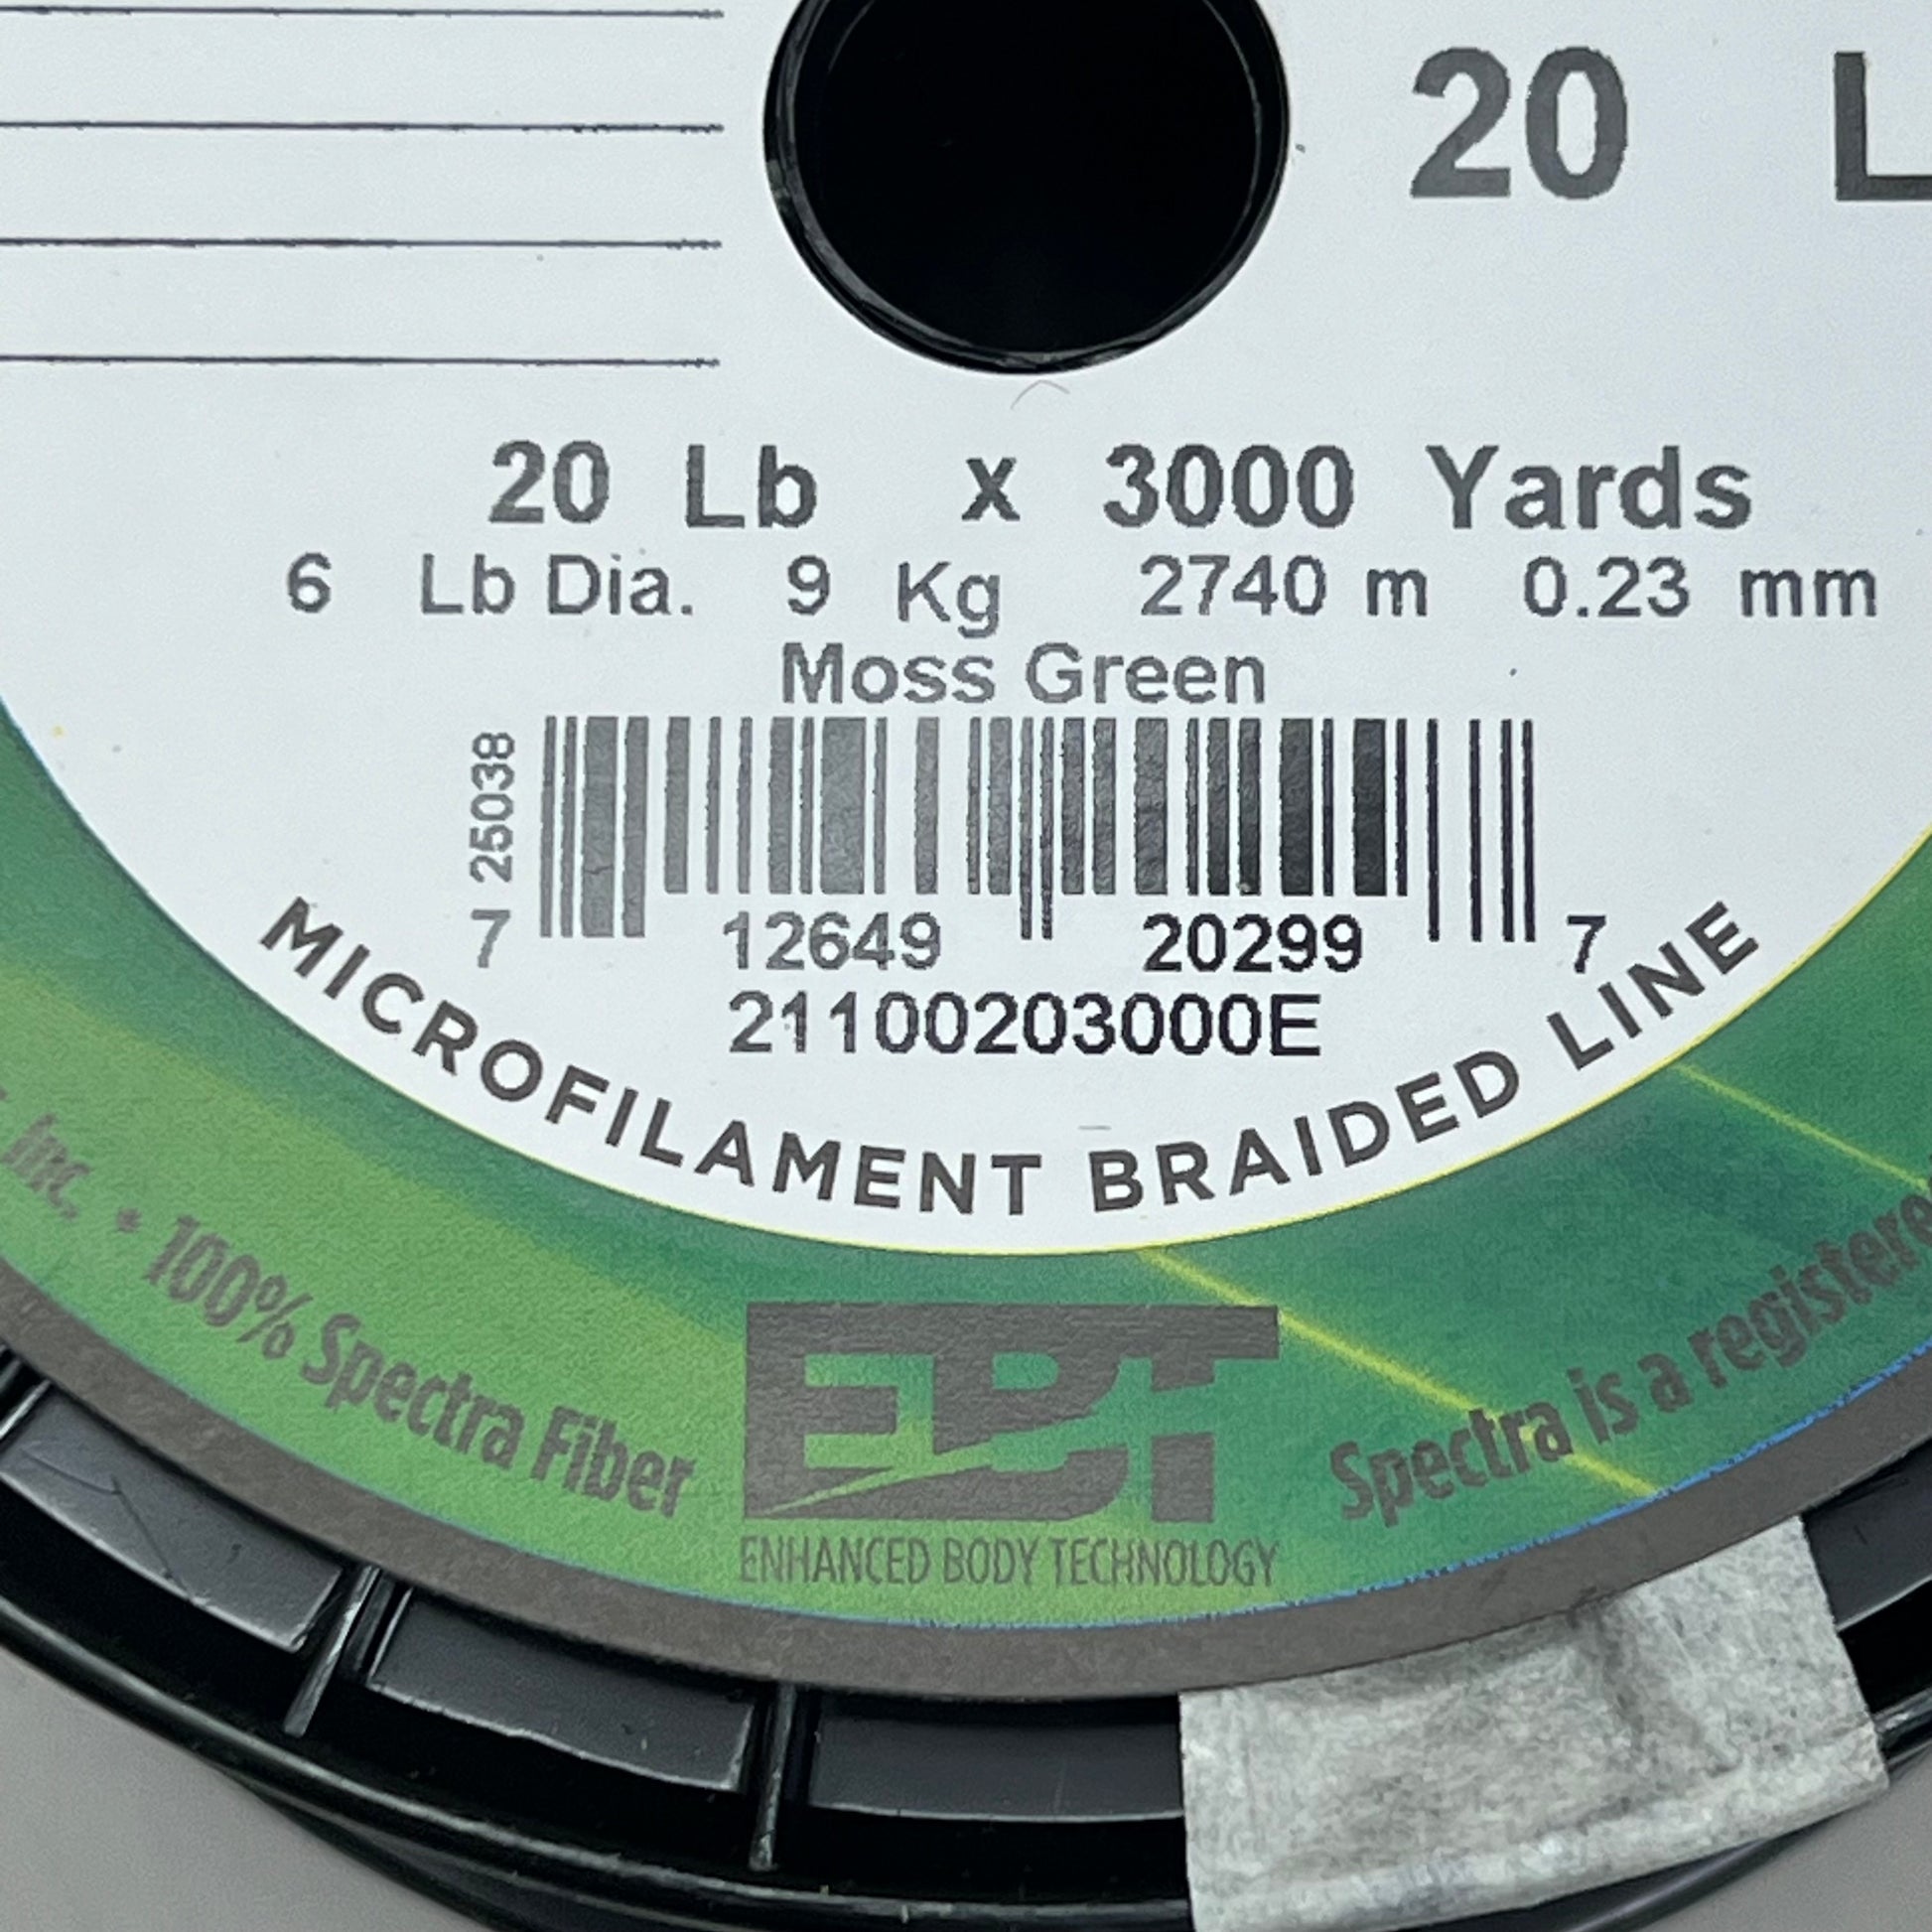 20 L
20 Lb x 3000 Yards
6 Lb Dia. 9 Kg 2740 m 0.23 mm
Moss Green
25038
7 12649 20299 7
21100203000E
MICROFILAMENT BRAIDED LINE
Inc. • 100% Spectra Fiber
EBT
ENHANCED BODY TECHNOLOGY
Spectra is a registere